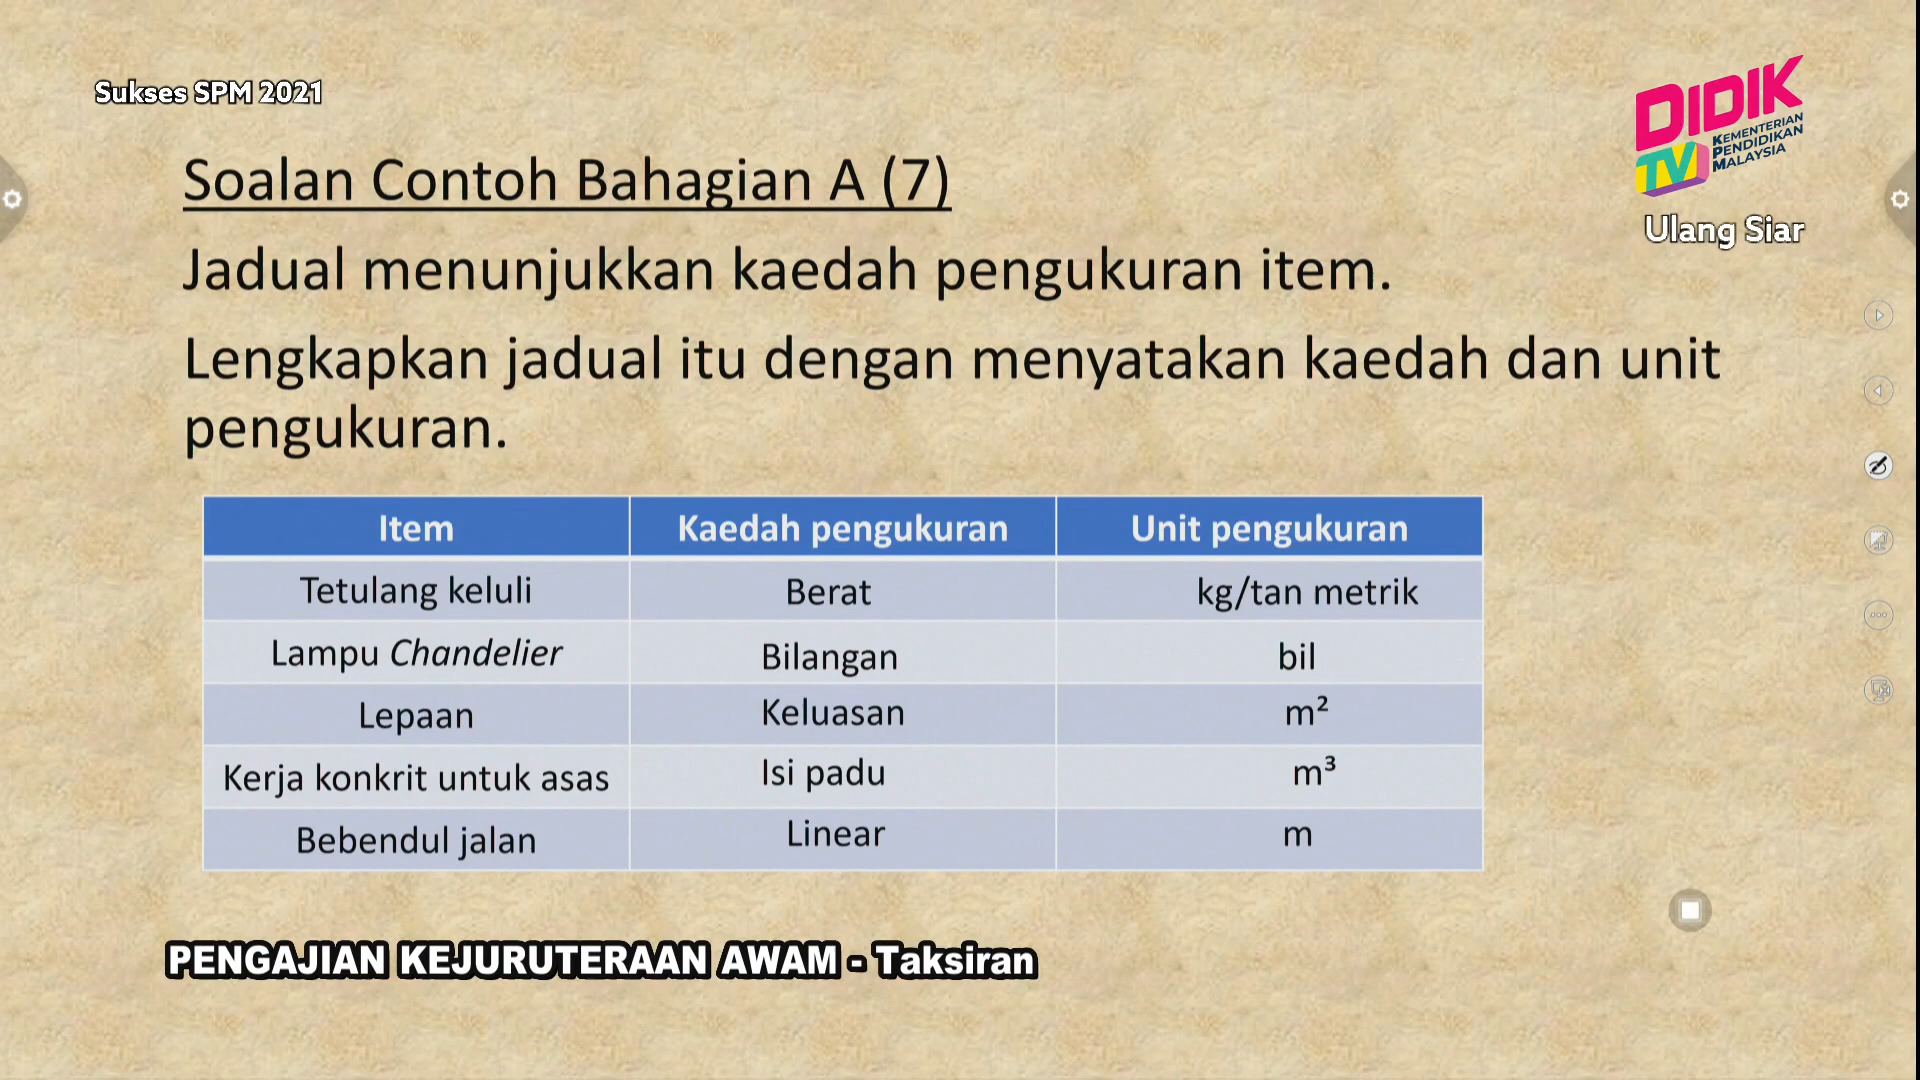 Sukses SPM 2021
DIDIK
TV
KEMENTERIAN
PENDIDIKAN
MALAYSIA
Ulang Siar
Soalan Contoh Bahagian A (7)
Jadual menunjukkan kaedah pengukuran item.
Lengkapkan jadual itu dengan menyatakan kaedah dan unit
pengukuran.
Item Kaedah pengukuran Unit pengukuran
Tetulang keluli Berat kg/tan metrik
Lampu Chandelier Bilangan bil
Lepaan Keluasan m²
Kerja konkrit untuk asas Isi padu m³
Bebendul jalan Linear m
PENGAJIAN KEJURUTERAAN AWAM - Taksiran